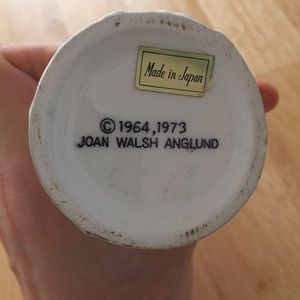 Made in Japan
© 1964, 1973
JOAN WALSH ANGLUND